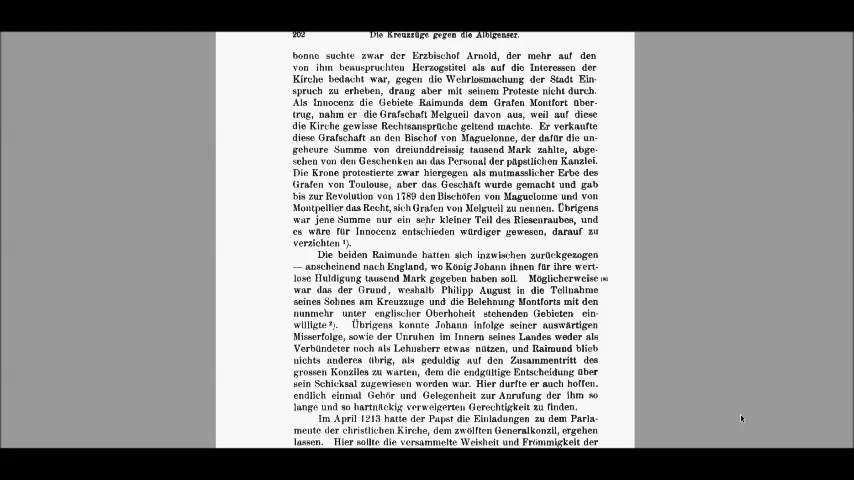 202 Die Kreuzzüge gegen die Albigenser.
bonne suchte zwar der Erzbischof Arnold, der mehr auf den
von ihm beanspruchten Herzogstitel als auf die Interessen der
Kirche bedacht war, gegen die Wehrlosmachung der Stadt Ein-
spruch zu erheben, drang aber mit seinem Proteste nicht durch.
Als Innocenz die Gebiete Raimunds dem Grafen Montfort über-
trug, nahm er die Grafschaft Melgueil davon aus, weil auf diese
die Kirche gewisse Rechtsansprüche geltend machte. Er verkaufte
diese Grafschaft an den Bischof von Maguelonne, der dafür die un-
geheure Summe von dreiunddreissig tausend Mark zahlte, abge-
sehen von den Geschenken an das Personal der päpstlichen Kanzlei.
Die Krone protestierte zwar hiergegen als mutmasslicher Erbe des
Grafen von Toulouse, aber das Geschäft wurde gemacht und gab
bis zur Revolution von 1789 den Bischöfen von Maguelonne und von
Montpellier das Recht, sich Grafen von Melgueil zu nennen. Übrigens
war jene Summe nur ein sehr kleiner Teil des Riesenraubes, und
es wäre für Innocenz entschieden würdiger gewesen, darauf zu
verzichten ¹).
Die beiden Raimunde hatten sich inzwischen zurückgezogen
— anscheinend nach England, wo König Johann ihnen für ihre wert-
lose Huldigung tausend Mark gegeben haben soll. Möglicherweise
war das der Grund, weshalb Philipp August in die Teilnahme
seines Sohnes am Kreuzzuge und die Belehnung Montforts mit den
nunmehr unter englischer Oberhoheit stehenden Gebieten ein-
willigte ²). Übrigens konnte Johann infolge seiner auswärtigen
Misserfolge, sowie der Unruhen im Innern seines Landes weder als
Verbündeter noch als Lehnsherr etwas nützen, und Raimund blieb
nichts anderes übrig, als geduldig auf den Zusammentritt des
grossen Konziles zu warten, dem die endgültige Entscheidung über
sein Schicksal zugewiesen worden war. Hier durfte er auch hoffen,
endlich einmal Gehör und Gelegenheit zur Anrufung der ihm so
lange und so hartnäckig verweigerten Gerechtigkeit zu finden.
Im April 1213 hatte der Papst die Einladungen zu dem Parla-
mente der christlichen Kirche, dem zwölften Generalkonzil, ergehen
lassen. Hier sollte die versammelte Weisheit und Frömmigkeit der